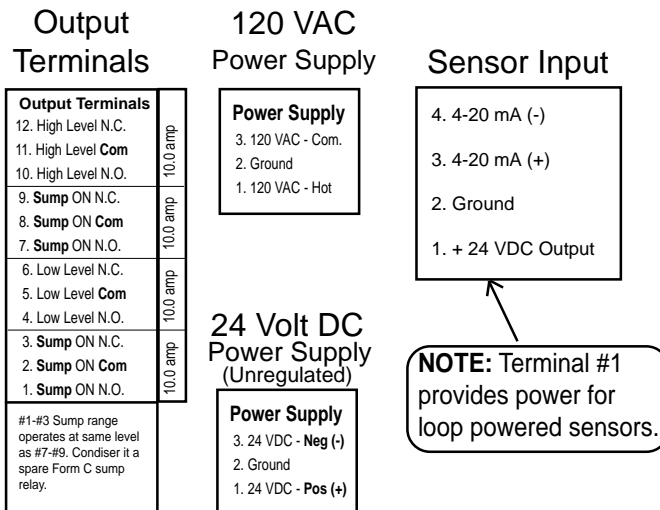 Output
Terminals
Output Terminals
12. High Level N.C.
11. High Level Com
10. High Level N.O.
10.0 amp
9. Sump ON N.C.
8. Sump ON Com
7. Sump ON N.O.
10.0 amp
6. Low Level N.C.
5. Low Level Com
4. Low Level N.O.
10.0 amp
3. Sump ON N.C.
2. Sump ON Com
1. Sump ON N.O.
10.0 amp
#1-#3 Sump range
operates at same level
as #7-#9. Condiser it a
spare Form C sump
relay.
120 VAC
Power Supply
Power Supply
3. 120 VAC - Com.
2. Ground
1. 120 VAC - Hot
24 Volt DC
Power Supply
(Unregulated)
Power Supply
3. 24 VDC - Neg (-)
2. Ground
1. 24 VDC - Pos (+)
Sensor Input
4. 4-20 mA (-)
3. 4-20 mA (+)
2. Ground
1. + 24 VDC Output
NOTE: Terminal #1
provides power for
loop powered sensors.